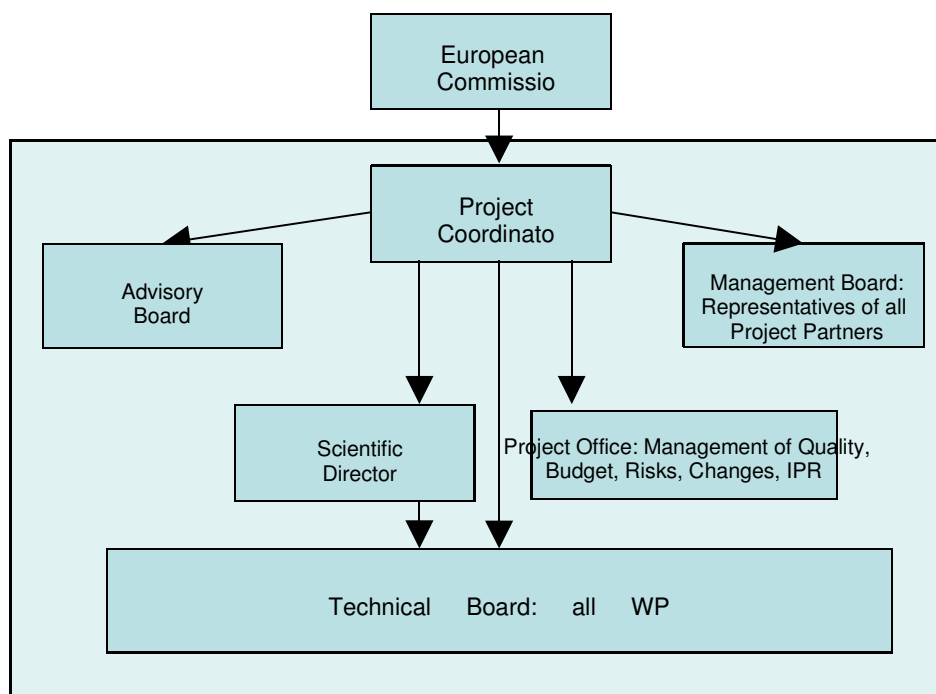 European
Commissio
Project
Coordinato
Advisory
Board
Management Board:
Representatives of all
Project Partners
Scientific
Director
Project Office: Management of Quality,
Budget, Risks, Changes, IPR
Technical Board: all WP